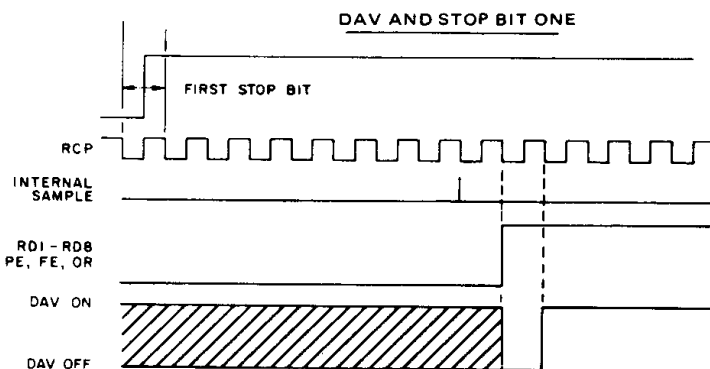 DAV AND STOP BIT ONE
FIRST STOP BIT
RCP
INTERNAL
SAMPLE
RD1-RD8
PE, FE, OR
DAV ON
DAV OFF